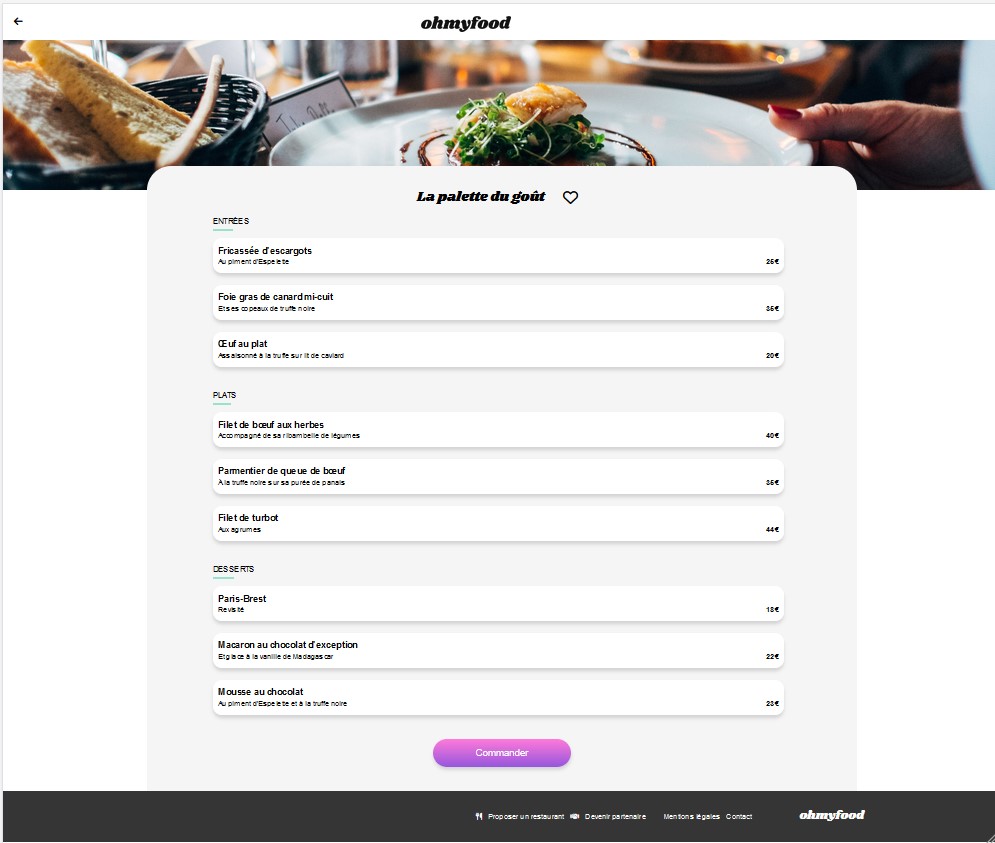 ohmyfood
La palette du goût
ENTRÉES
Fricassée d'escargots
Au piment d'Espelette
25€
Foie gras de canard mi-cuit
Et ses copeaux de truffe noire
35€
Œuf au plat
Assaisonné à la truffe sur lit de caviard
20€
PLATS
Filet de bœuf aux herbes
Accompagné de sa ribambelle de légumes
40€
Parmentier de queue de bœuf
À la truffe noire sur sa purée de panais
35€
Filet de turbot
Aux agrumes
44€
DESSERTS
Paris-Brest
Revisité
18€
Macaron au chocolat d'exception
Et glace à la vanille de Madagascar
22€
Mousse au chocolat
Au piment d'Espelette et à la truffe noire
23€
Commander
Proposer un restaurant Devenir partenaire Mentions légales Contact ohmyfood